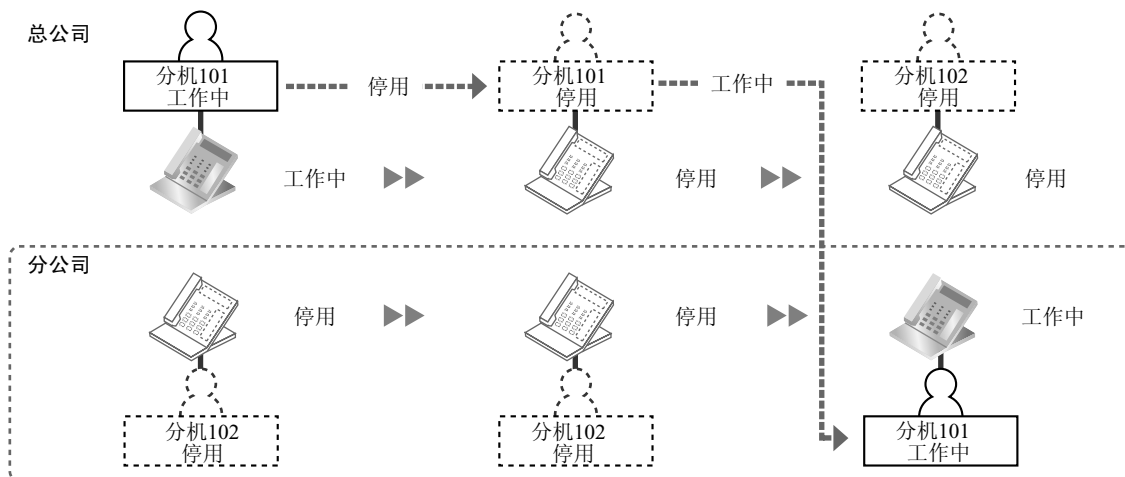 总公司
分机101
工作中
停用
分机101
停用
工作中
分机102
停用
工作中
停用
停用
分公司
停用
停用
工作中
分机102
停用
分机102
停用
分机101
工作中